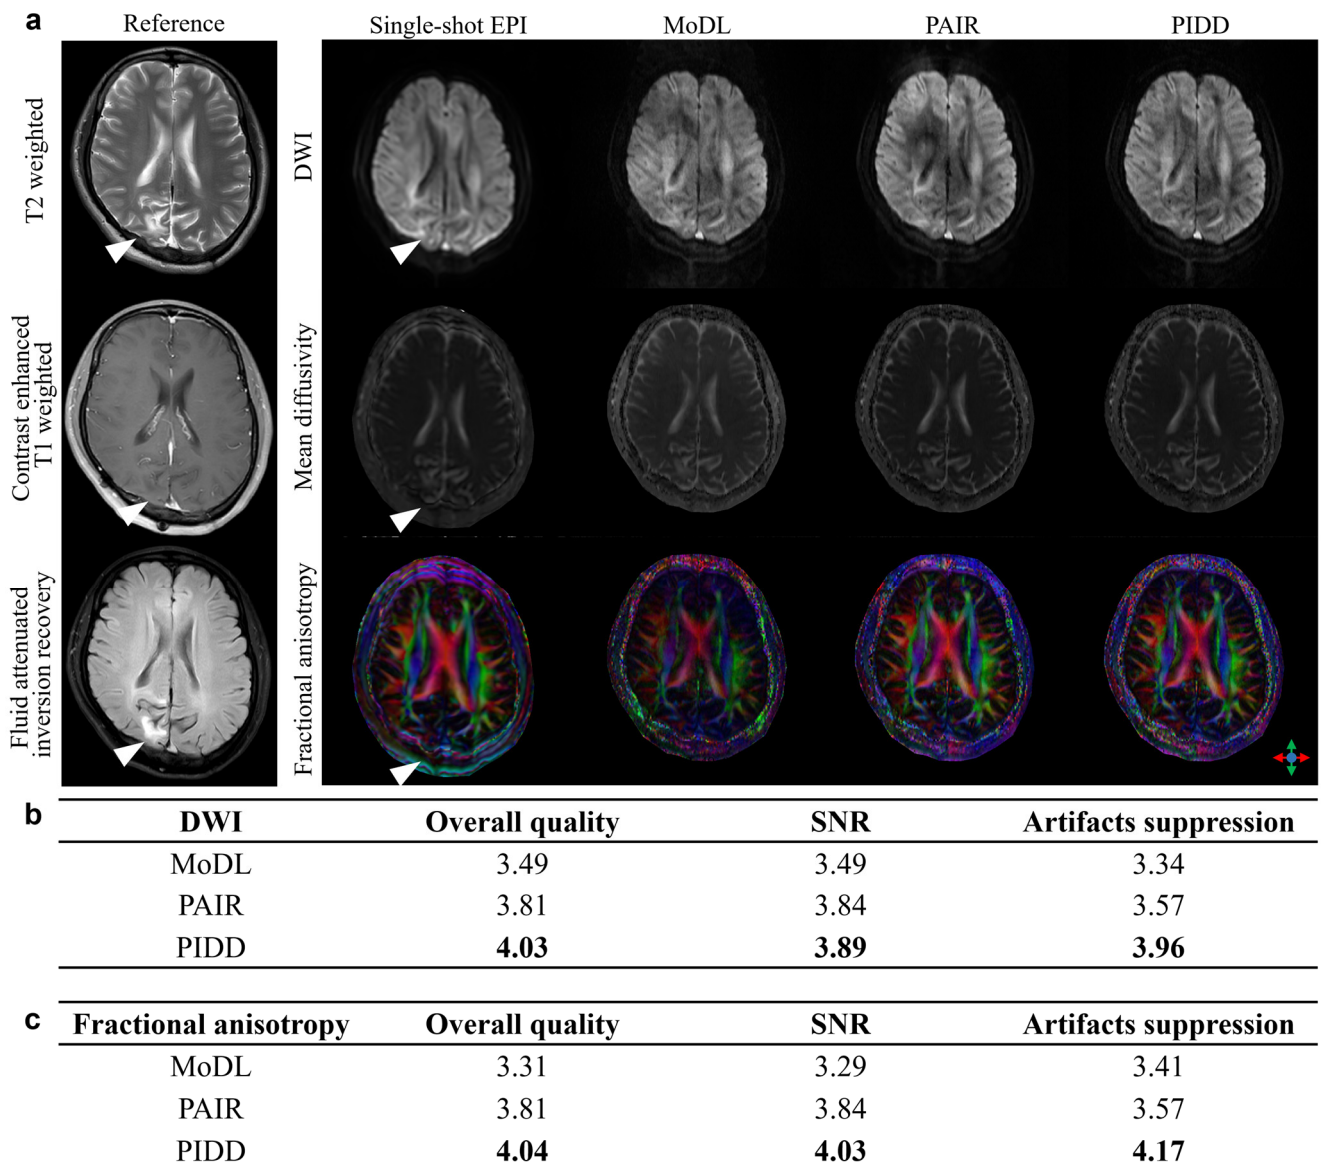 a
Reference
Single-shot EPI MoDL PAIR PIDD
T2 weighted
DWI
Contrast enhanced
T1 weighted
Mean diffusivity
Fluid attenuated
inversion recovery
Fractional anisotropy
b
DWI Overall quality SNR Artifacts suppression
MoDL 3.49 3.49 3.34
PAIR 3.81 3.84 3.57
PIDD 4.03 3.89 3.96
c
Fractional anisotropy Overall quality SNR Artifacts suppression
MoDL 3.31 3.29 3.41
PAIR 3.81 3.84 3.57
PIDD 4.04 4.03 4.17